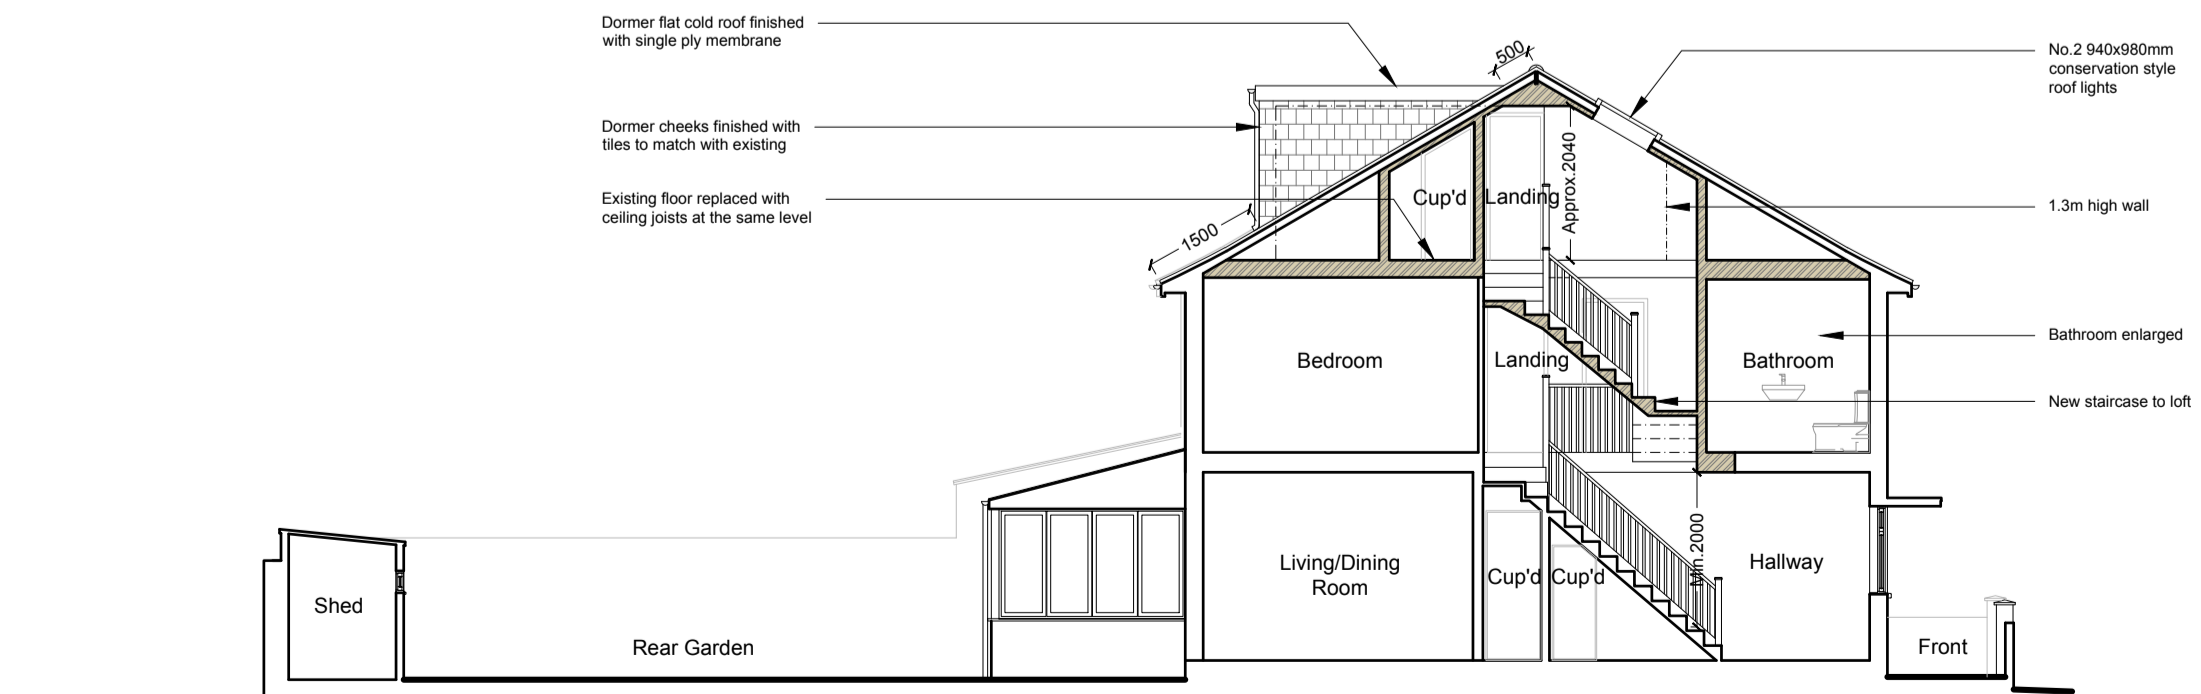 Dormer flat cold roof finished
with single ply membrane
500
No.2 940x980mm
conservation style
roof lights
Dormer cheeks finished with
tiles to match with existing
Approx.2040
Existing floor replaced with
ceiling joists at the same level
Cup'd
Landing
1.3m high wall
1500
Bathroom enlarged
Bedroom
Landing
Bathroom
New staircase to loft
Min.2000
Living/Dining
Room
Hallway
Cup'd
Cup'd
Shed
Rear Garden
Front